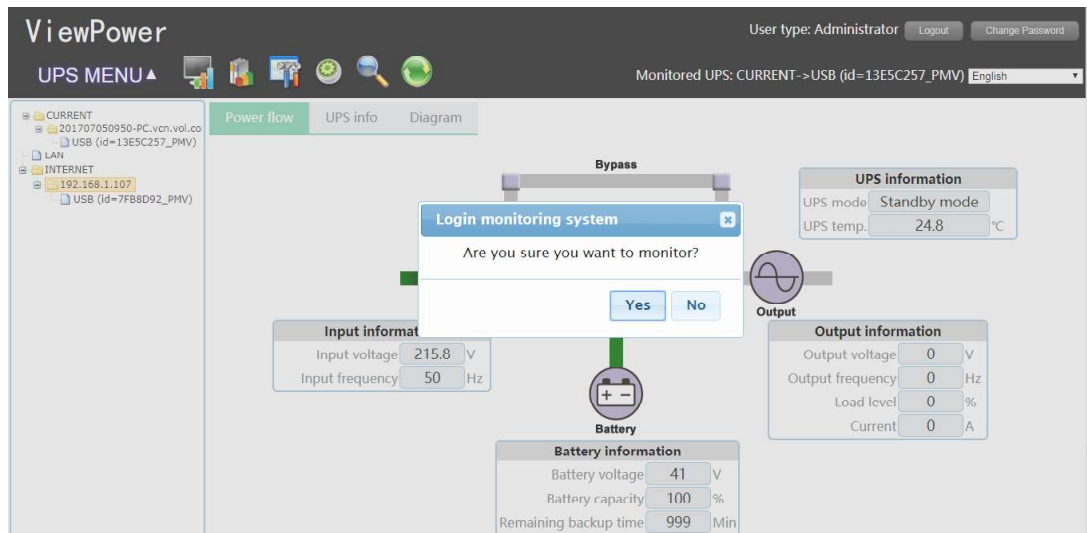 ViewPower
User type: Administrator Logout Change Password
UPS MENU▲
Monitored UPS: CURRENT->USB (id=13E5C257_PMV) English
CURRENT
201707050950-PC.vcn.vol.co
USB (id=13E5C257_PMV)
LAN
INTERNET
192.168.1.107
USB (id=7FB8D92_PMV)
Power flow UPS info Diagram
Bypass
UPS information
UPS mode Standby mode
UPS temp. 24.8 ℃
Login monitoring system
Are you sure you want to monitor?
Yes No
Output
Input informat
Input voltage 215.8 V
Input frequency 50 Hz
Output information
Output voltage 0 V
Output frequency 0 Hz
Load level 0 %
Current 0 A
Battery
Battery information
Battery voltage 41 V
Battery capacity 100 %
Remaining backup time 999 Min